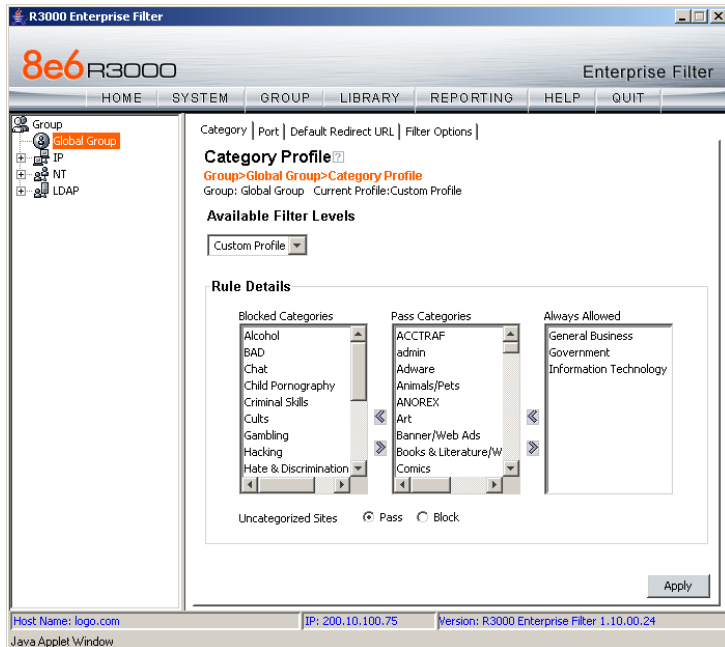 R3000 Enterprise Filter
8e6 R3000
Enterprise Filter
HOME SYSTEM GROUP LIBRARY REPORTING HELP QUIT
Group
Global Group
IP
NT
LDAP
Category | Port | Default Redirect URL | Filter Options |
Category Profile ?
Group>Global Group>Category Profile
Group: Global Group Current Profile:Custom Profile
Available Filter Levels
Custom Profile
Rule Details
Blocked Categories
Alcohol
BAD
Chat
Child Pornography
Criminal Skills
Cults
Gambling
Hacking
Hate & Discrimination
Pass Categories
ACCTRAF
admin
Adware
Animals/Pets
ANOREX
Art
Banner/Web Ads
Books & Literature/W
Comics
Always Allowed
General Business
Government
Information Technology
Uncategorized Sites Pass Block
Apply
Host Name: logo.com IP: 200.10.100.75 Version: R3000 Enterprise Filter 1.10.00.24
Java Applet Window